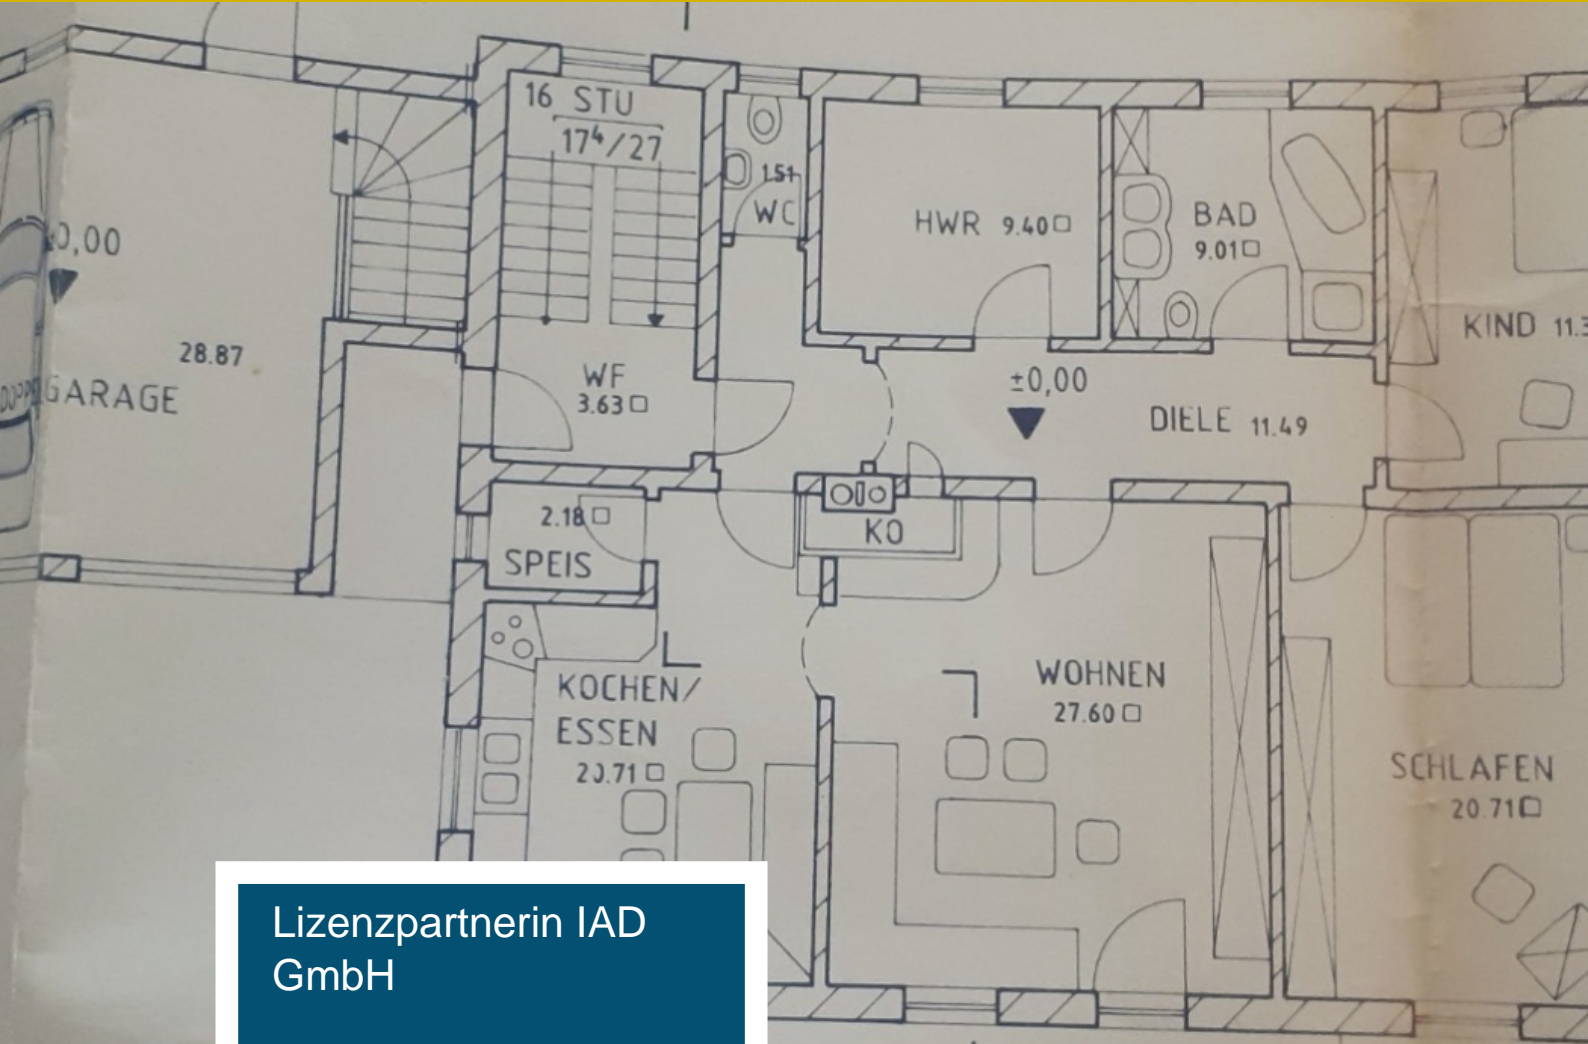 16 STU
17⁴/27
1.51
WC
HWR 9.40□
BAD
9.01□
0,00
KIND
28.87
GARAGE
WF
3.63□
±0,00
DIELE 11.49
2.18□
SPEIS
KO
KOCHEN/
ESSEN
20.71□
WOHNEN
27.60□
SCHLAFEN
20.71□
Lizenzpartnerin IAD
GmbH